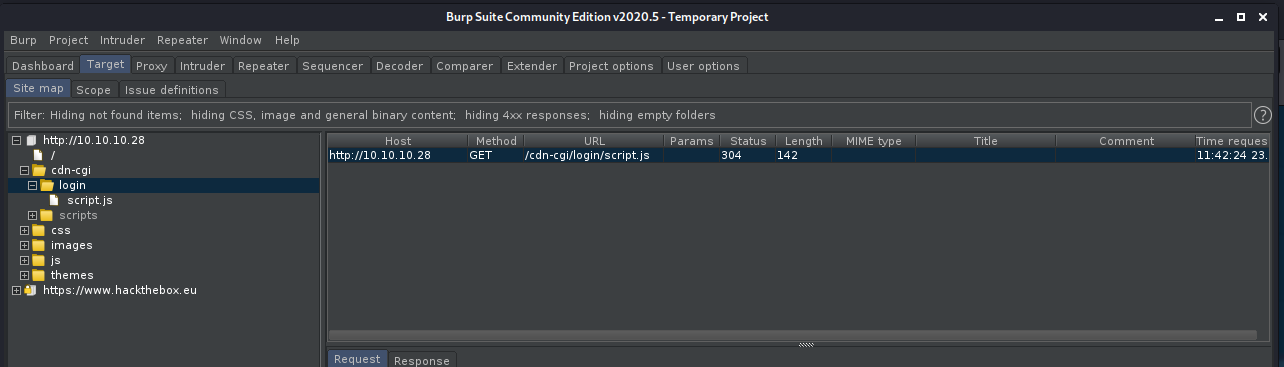 Burp Suite Community Edition v2020.5 - Temporary Project
Burp Project Intruder Repeater Window Help
Dashboard Target Proxy Intruder Repeater Sequencer Decoder Comparer Extender Project options User options
Site map Scope Issue definitions
Filter: Hiding not found items; hiding CSS, image and general binary content; hiding 4xx responses; hiding empty folders ?
http://10.10.10.28
/
cdn-cgi
login
script.js
scripts
css
images
js
themes
https://www.hackthebox.eu
Host Method URL Params Status Length MIME type Title Comment Time reques
http://10.10.10.28 GET /cdn-cgi/login/script.js 304 142 11:42:24 23.
Request Response